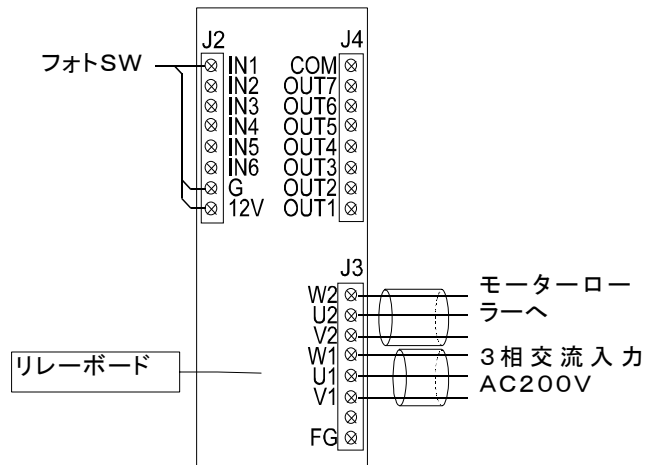 J2
J4
フォトSW
IN1
IN2
IN3
IN4
IN5
IN6
G
12V
COM
OUT7
OUT6
OUT5
OUT4
OUT3
OUT2
OUT1
J3
W2
U2
V2
W1
U1
V1
FG
モーターロー
ラーへ
3相交流入力
AC200V
リレーボード